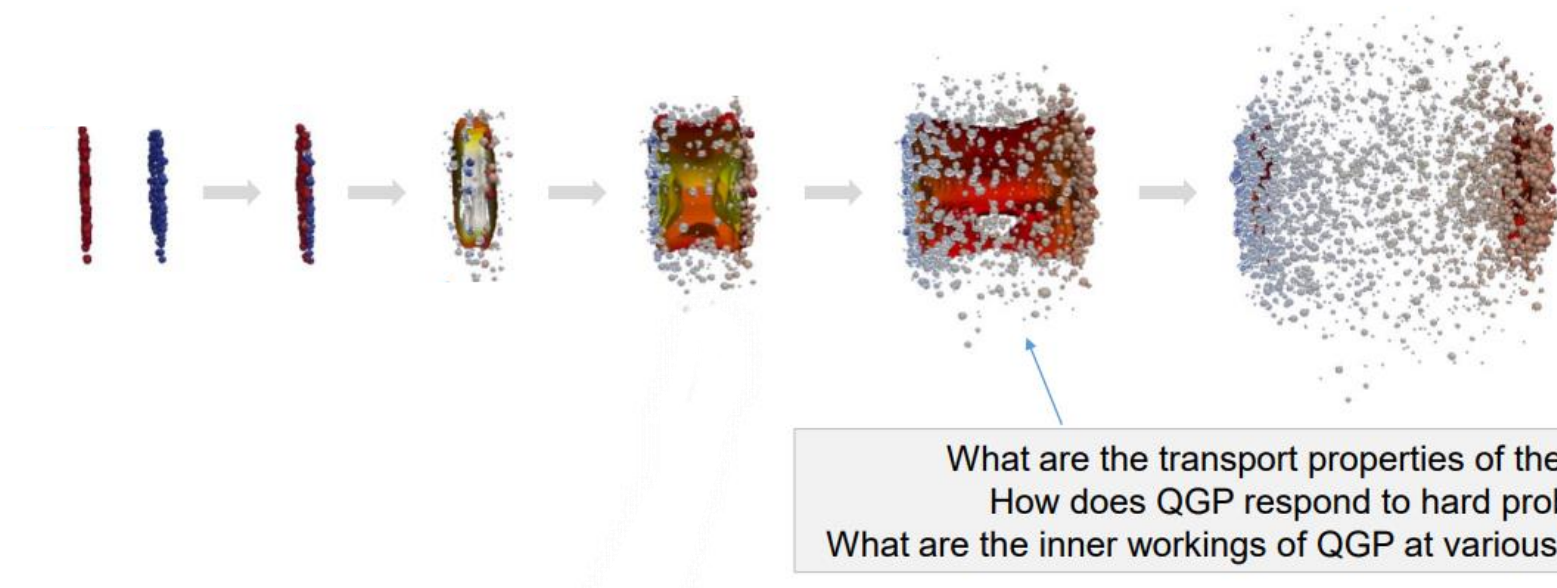 What are the transport properties of the
How does QGP respond to hard prol
What are the inner workings of QGP at various